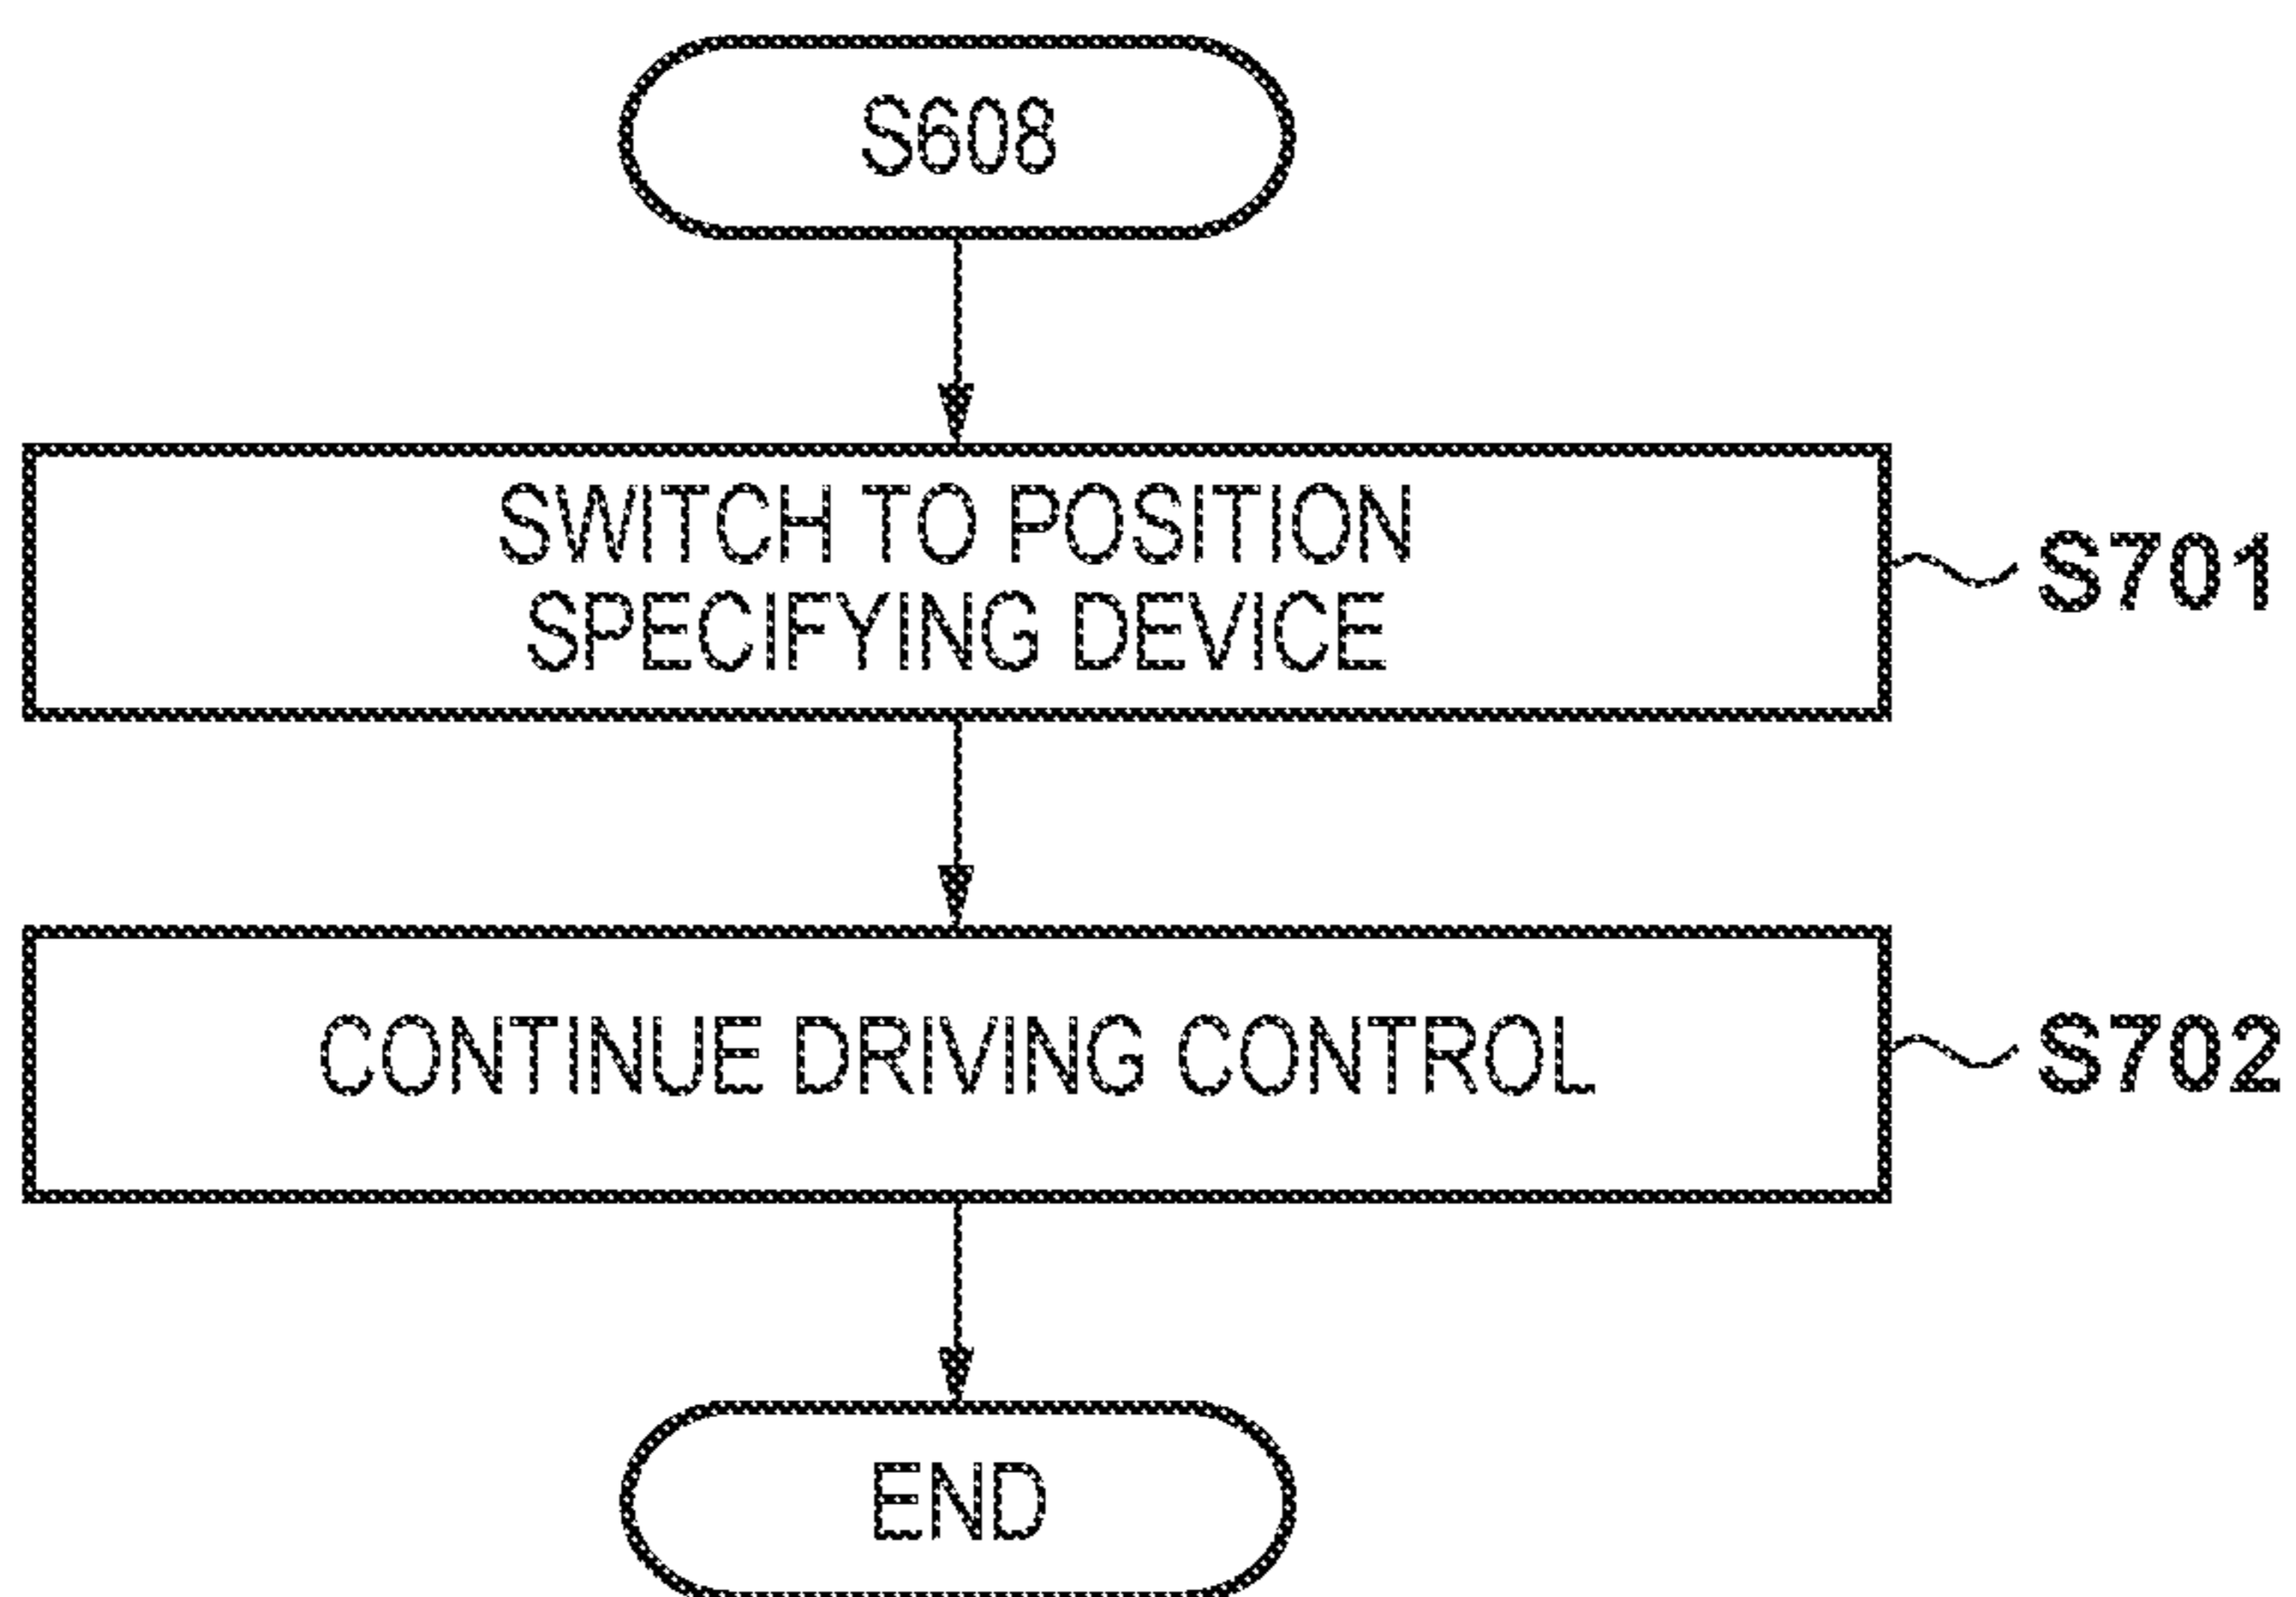 S608
SWITCH TO POSITION
SPECIFYING DEVICE
S701
CONTINUE DRIVING CONTROL
S702
END